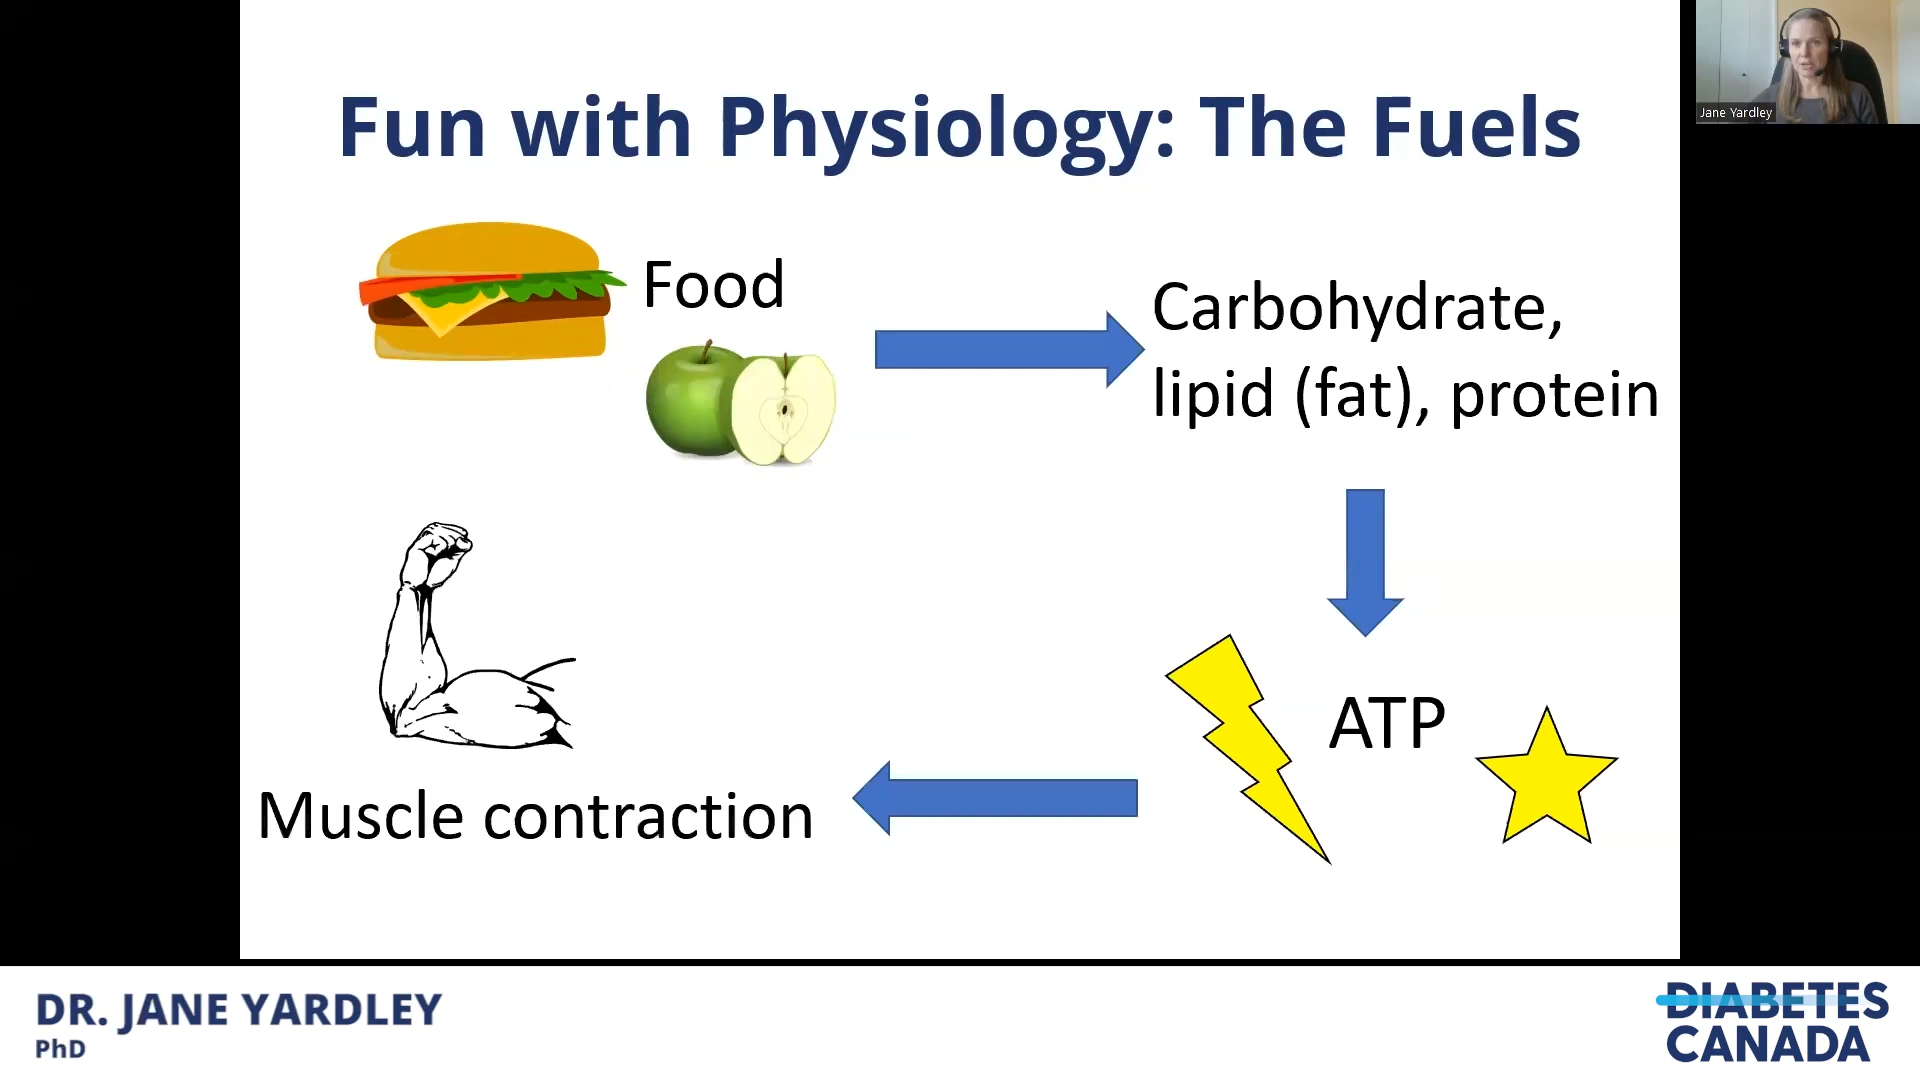 Fun with Physiology: The Fuels
Jane Yardley
Food
Carbohydrate,
lipid (fat), protein
ATP
Muscle contraction
DR. JANE YARDLEY
PhD
DIABETES
CANADA